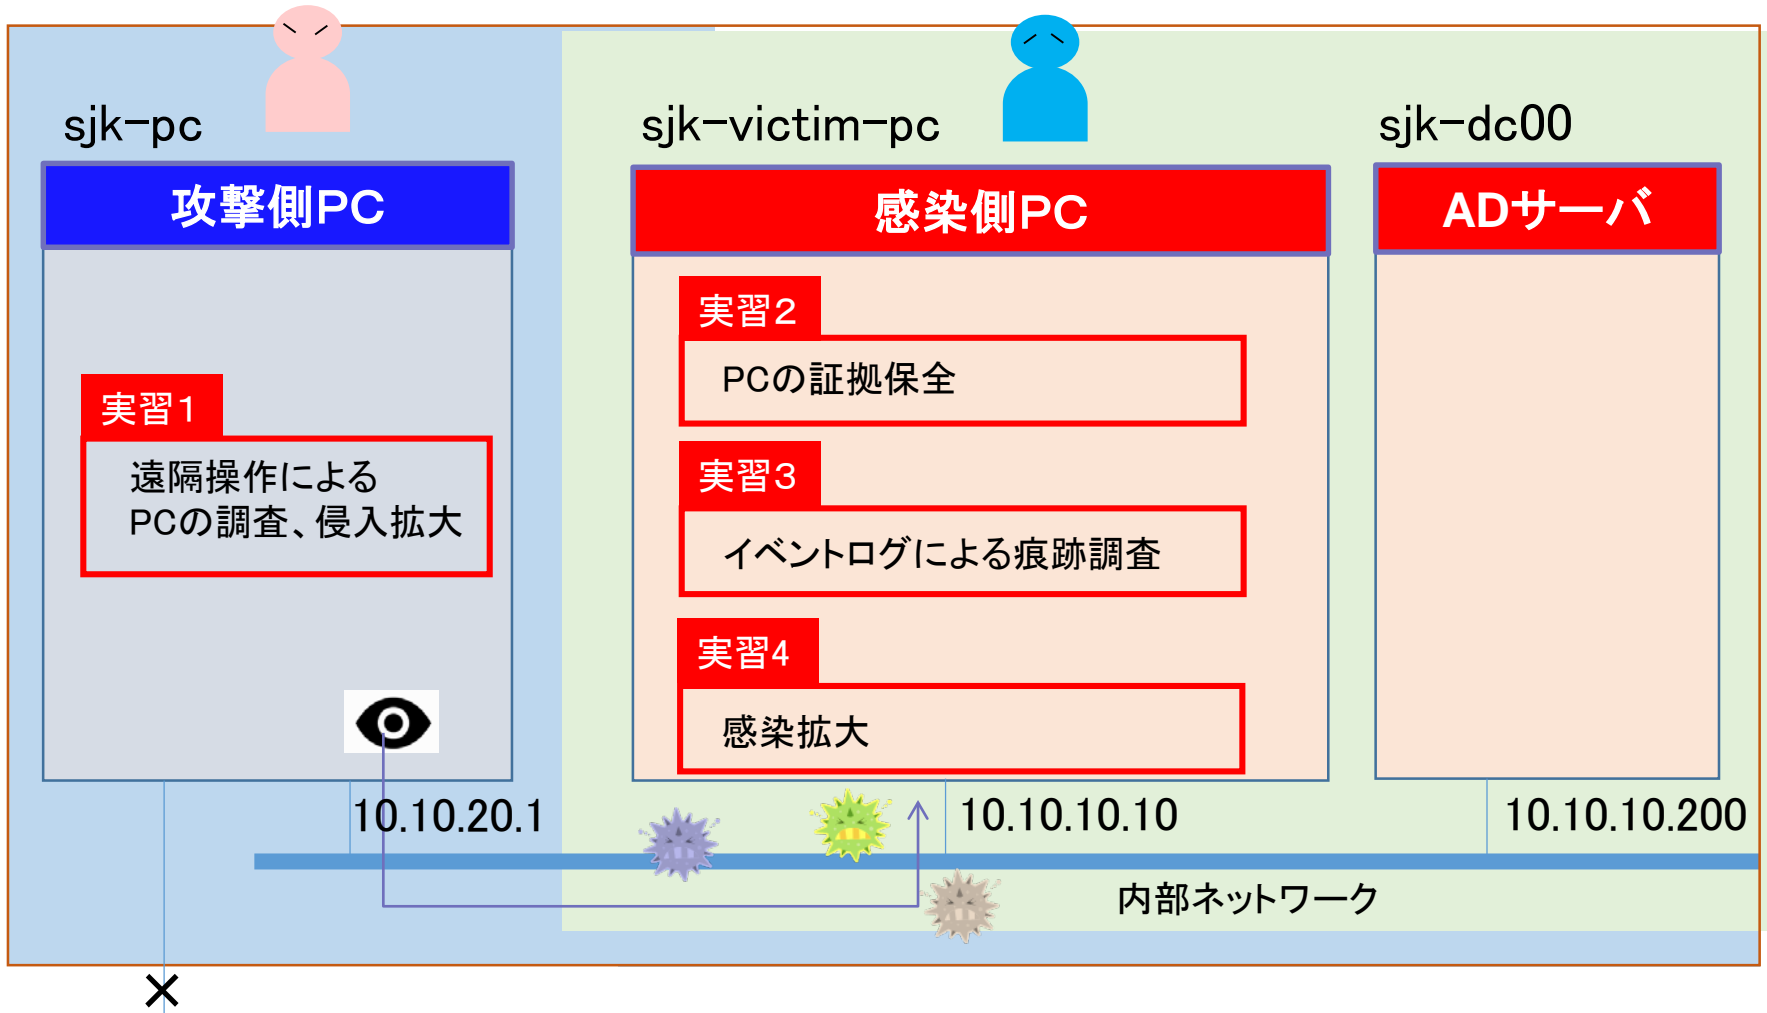 sjk-pc
攻撃側PC
実習１
遠隔操作による
PCの調査、侵入拡大
10.10.20.1
sjk-victim-pc
感染側PC
実習２
PCの証拠保全
実習３
イベントログによる痕跡調査
実習4
感染拡大
10.10.10.10
sjk-dc00
ADサーバ
10.10.10.200
内部ネットワーク